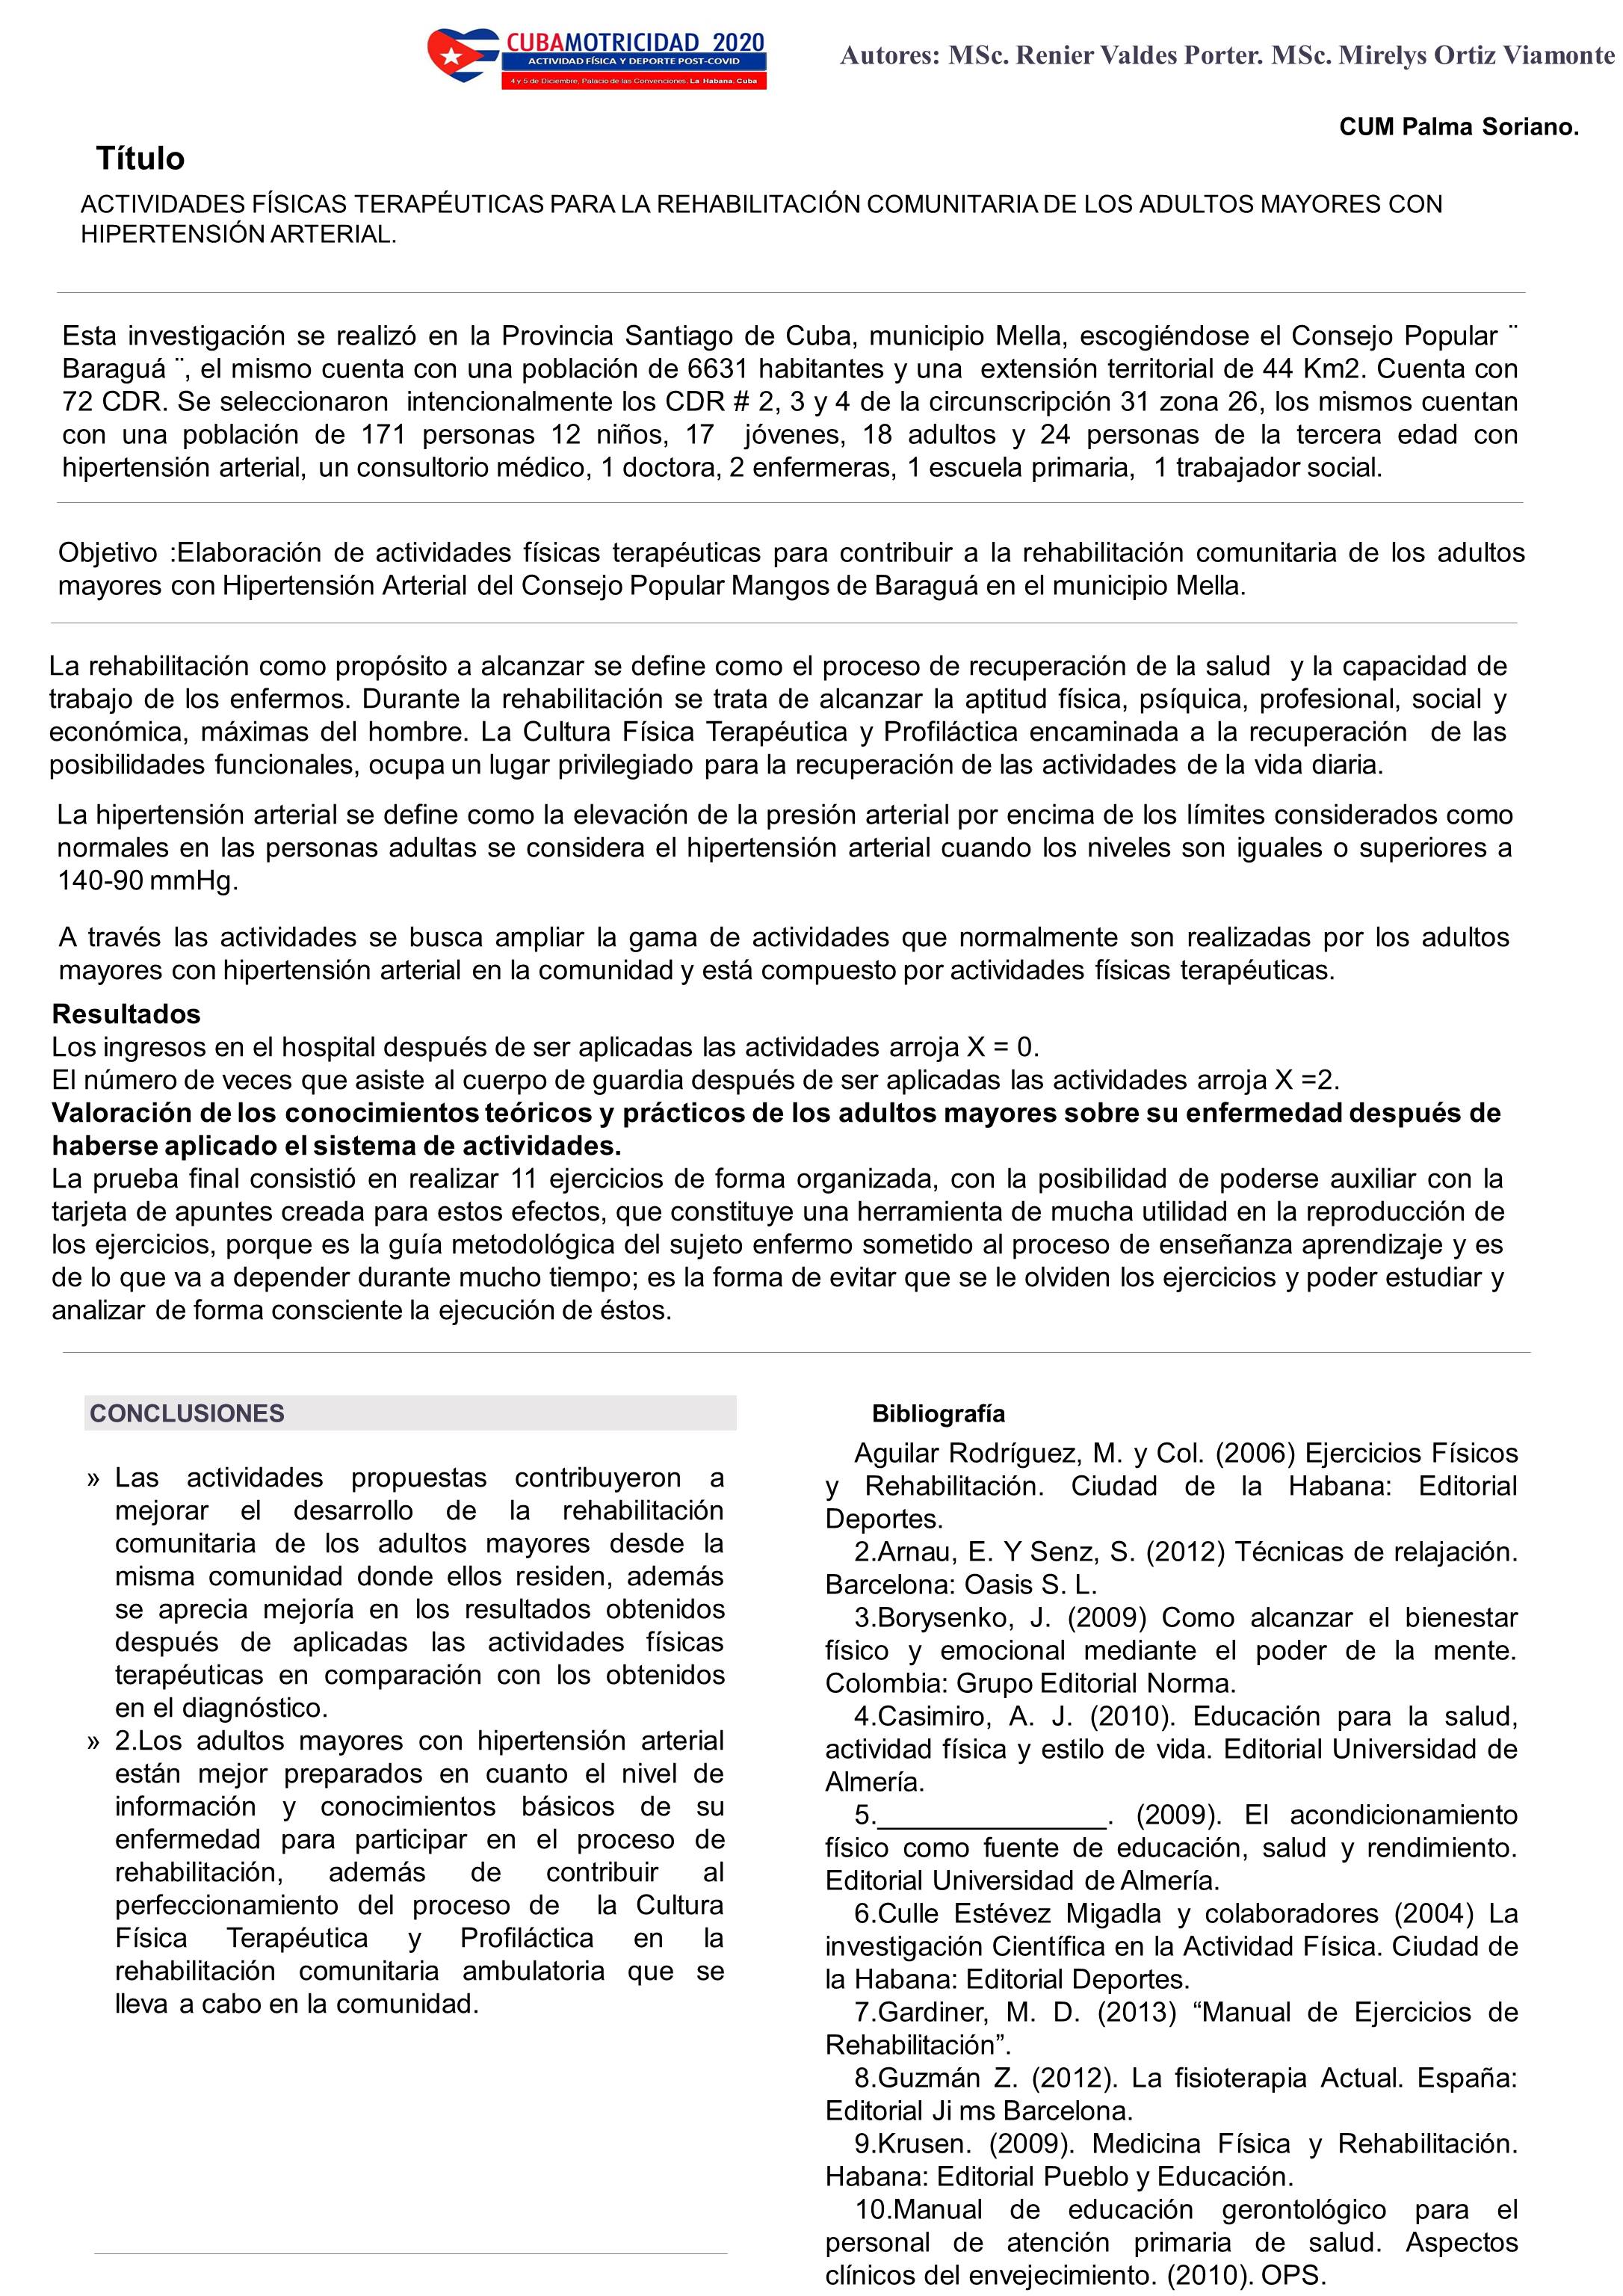 CUBAMOTRICIDAD 2020
ACTIVIDAD FÍSICA Y DEPORTE POST-COVID
4 y 5 de Diciembre, Palacio de las Convenciones, La Habana. Cuba
Autores: MSc. Renier Valdes Porter. MSc. Mirelys Ortiz Viamonte
CUM Palma Soriano.
Título
ACTIVIDADES FÍSICAS TERAPÉUTICAS PARA LA REHABILITACIÓN COMUNITARIA DE LOS ADULTOS MAYORES CON
HIPERTENSIÓN ARTERIAL.
Esta investigación se realizó en la Provincia Santiago de Cuba, municipio Mella, escogiéndose el Consejo Popular ¨
Baraguá ¨, el mismo cuenta con una población de 6631 habitantes y una extensión territorial de 44 Km2. Cuenta con
72 CDR. Se seleccionaron intencionalmente los CDR # 2, 3 y 4 de la circunscripción 31 zona 26, los mismos cuentan
con una población de 171 personas 12 niños, 17 jóvenes, 18 adultos y 24 personas de la tercera edad con
hipertensión arterial, un consultorio médico, 1 doctora, 2 enfermeras, 1 escuela primaria, 1 trabajador social.
Objetivo :Elaboración de actividades físicas terapéuticas para contribuir a la rehabilitación comunitaria de los adultos
mayores con Hipertensión Arterial del Consejo Popular Mangos de Baraguá en el municipio Mella.
La rehabilitación como propósito a alcanzar se define como el proceso de recuperación de la salud y la capacidad de
trabajo de los enfermos. Durante la rehabilitación se trata de alcanzar la aptitud física, psíquica, profesional, social y
económica, máximas del hombre. La Cultura Física Terapéutica y Profiláctica encaminada a la recuperación de las
posibilidades funcionales, ocupa un lugar privilegiado para la recuperación de las actividades de la vida diaria.
La hipertensión arterial se define como la elevación de la presión arterial por encima de los límites considerados como
normales en las personas adultas se considera el hipertensión arterial cuando los niveles son iguales o superiores a
140-90 mmHg.
A través las actividades se busca ampliar la gama de actividades que normalmente son realizadas por los adultos
mayores con hipertensión arterial en la comunidad y está compuesto por actividades físicas terapéuticas.
Resultados
Los ingresos en el hospital después de ser aplicadas las actividades arroja X = 0.
El número de veces que asiste al cuerpo de guardia después de ser aplicadas las actividades arroja X =2.
Valoración de los conocimientos teóricos y prácticos de los adultos mayores sobre su enfermedad después de
haberse aplicado el sistema de actividades.
La prueba final consistió en realizar 11 ejercicios de forma organizada, con la posibilidad de poderse auxiliar con la
tarjeta de apuntes creada para estos efectos, que constituye una herramienta de mucha utilidad en la reproducción de
los ejercicios, porque es la guía metodológica del sujeto enfermo sometido al proceso de enseñanza aprendizaje y es
de lo que va a depender durante mucho tiempo; es la forma de evitar que se le olviden los ejercicios y poder estudiar y
analizar de forma consciente la ejecución de éstos.
CONCLUSIONES
» Las actividades propuestas contribuyeron a
mejorar el desarrollo de la rehabilitación
comunitaria de los adultos mayores desde la
misma comunidad donde ellos residen, además
se aprecia mejoría en los resultados obtenidos
después de aplicadas las actividades físicas
terapéuticas en comparación con los obtenidos
en el diagnóstico.
» 2.Los adultos mayores con hipertensión arterial
están mejor preparados en cuanto el nivel de
información y conocimientos básicos de su
enfermedad para participar en el proceso de
rehabilitación, además de contribuir al
perfeccionamiento del proceso de la Cultura
Física Terapéutica y Profiláctica en la
rehabilitación comunitaria ambulatoria que se
lleva a cabo en la comunidad.
Bibliografía
Aguilar Rodríguez, M. y Col. (2006) Ejercicios Físicos
y Rehabilitación. Ciudad de la Habana: Editorial
Deportes.
2.Arnau, E. Y Senz, S. (2012) Técnicas de relajación.
Barcelona: Oasis S. L.
3.Borysenko, J. (2009) Como alcanzar el bienestar
físico y emocional mediante el poder de la mente.
Colombia: Grupo Editorial Norma.
4.Casimiro, A. J. (2010). Educación para la salud,
actividad física y estilo de vida. Editorial Universidad de
Almería.
5._______________. (2009). El acondicionamiento
físico como fuente de educación, salud y rendimiento.
Editorial Universidad de Almería.
6.Culle Estévez Migadla y colaboradores (2004) La
investigación Científica en la Actividad Física. Ciudad de
la Habana: Editorial Deportes.
7.Gardiner, M. D. (2013) “Manual de Ejercicios de
Rehabilitación”.
8.Guzmán Z. (2012). La fisioterapia Actual. España:
Editorial Ji ms Barcelona.
9.Krusen. (2009). Medicina Física y Rehabilitación.
Habana: Editorial Pueblo y Educación.
10.Manual de educación gerontológico para el
personal de atención primaria de salud. Aspectos
clínicos del envejecimiento. (2010). OPS.